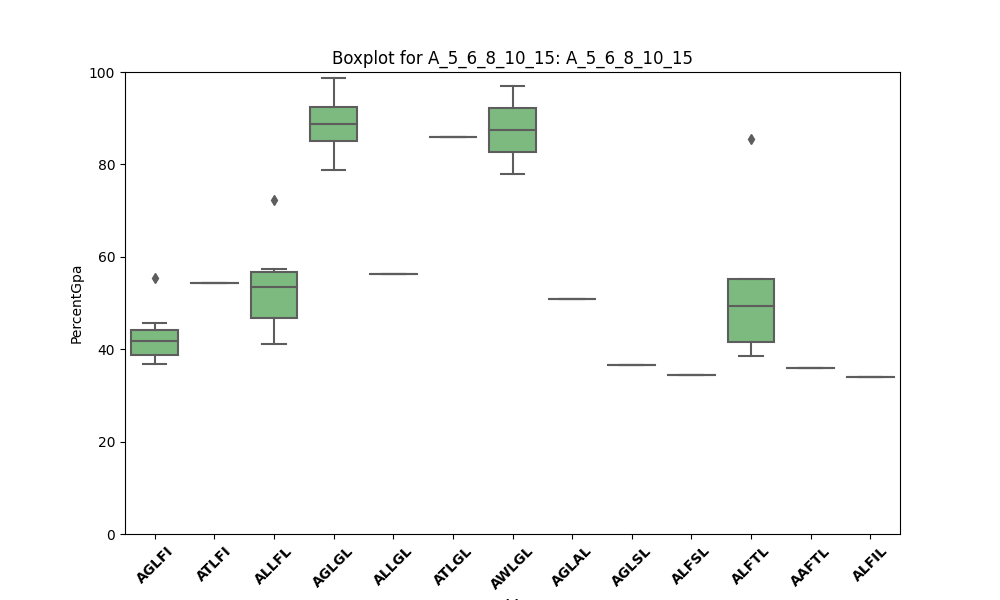 Boxplot for A_5_6_8_10_15: A_5_6_8_10_15
100
80
60
40
20
0
PercentGpa
AGLFI
ATLFI
ALLFL
AGLGL
ALLGL
ATLGL
AWLGL
AGLAL
AGLSL
ALFSL
ALFTL
AAFTL
ALFIL